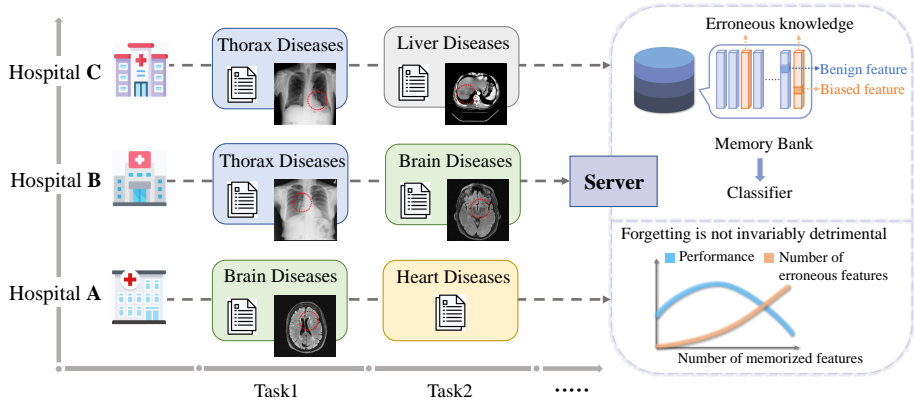 Hospital C
Thorax Diseases
Liver Diseases
Hospital B
Thorax Diseases
Brain Diseases
Server
Hospital A
Brain Diseases
Heart Diseases
Task1
Task2
.....
Erroneous knowledge
Benign feature
Biased feature
Memory Bank
Classifier
Forgetting is not invariably detrimental
Performance
Number of
erroneous features
Number of memorized features